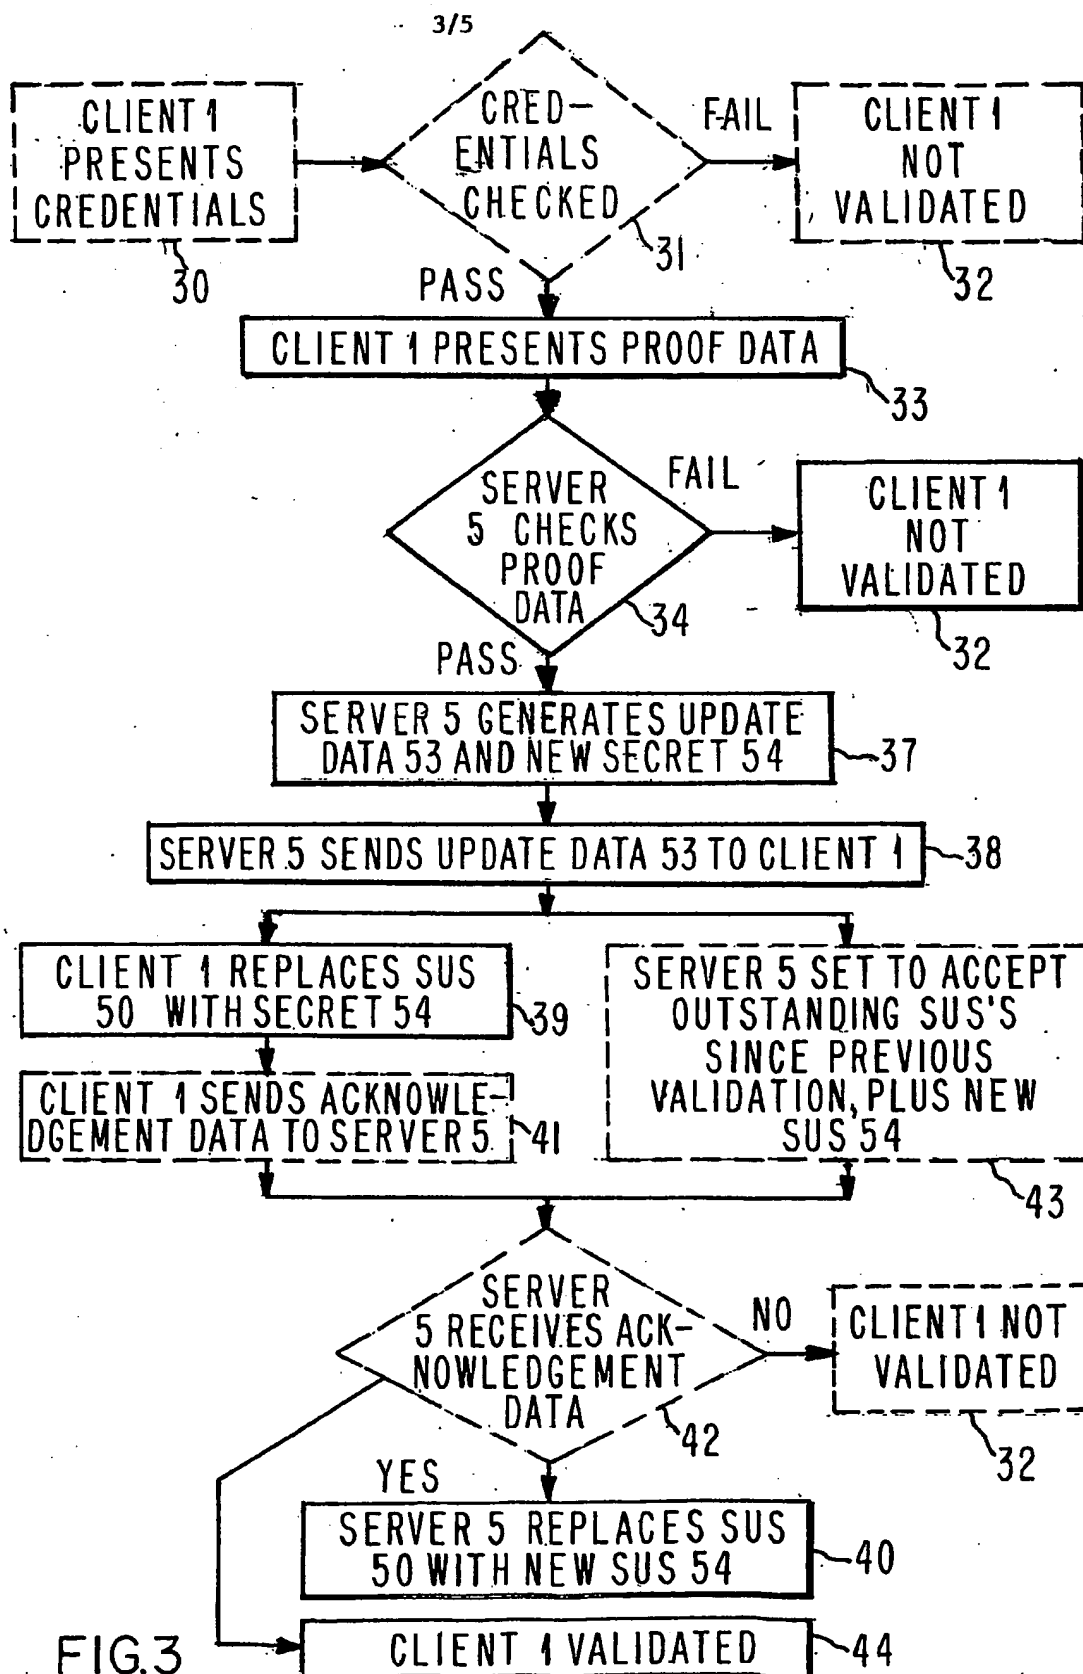 3/5
CLIENT 1
PRESENTS
CREDENTIALS
30
CRED-
ENTIALS
CHECKED
31
FAIL
CLIENT 1
NOT
VALIDATED
32
PASS
CLIENT 1 PRESENTS PROOF DATA
33
SERVER
5 CHECKS
PROOF
DATA
34
FAIL
CLIENT 1
NOT
VALIDATED
32
PASS
SERVER 5 GENERATES UPDATE
DATA 53 AND NEW SECRET 54
37
SERVER 5 SENDS UPDATE DATA 53 TO CLIENT 1
38
CLIENT 1 REPLACES SUS
50 WITH SECRET 54
39
CLIENT 1 SENDS ACKNOWLE-
DGEMENT DATA TO SERVER 5
41
SERVER 5 SET TO ACCEPT
OUTSTANDING SUS'S
SINCE PREVIOUS
VALIDATION, PLUS NEW
SUS 54
43
SERVER
5 RECEIVES ACK-
NOWLEDGEMENT
DATA
42
NO
CLIENT 1 NOT
VALIDATED
32
YES
SERVER 5 REPLACES SUS
50 WITH NEW SUS 54
40
CLIENT 1 VALIDATED
44
FIG.3